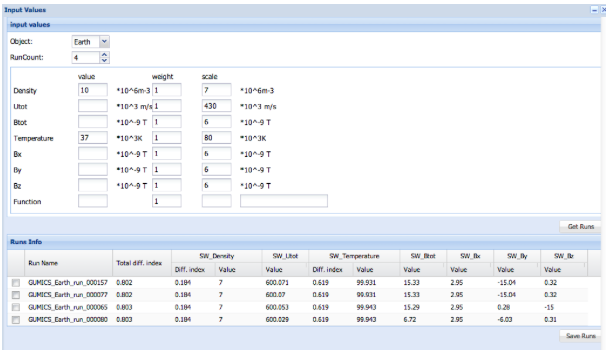 Input Values
input values
Object: Earth
RunCount: 4
value weight scale
Density 10 *10^6m-3 1 7 *10^6m-3
Utot *10^3 m/s 1 430 *10^3 m/s
Btot *10^-9 T 1 6 *10^-9 T
Temperature 37 *10^3K 1 80 *10^3K
Bx *10^-9 T 1 6 *10^-9 T
By *10^-9 T 1 6 *10^-9 T
Bz *10^-9 T 1 6 *10^-9 T
Function 1
Get Runs
Runs Info
Run Name Total diff. index SW_Density SW_Utot SW_Temperature SW_Btot SW_Bx SW_By SW_Bz
Diff. index Value Value Diff. index Value Value Value Value Value
GUMICS_Earth_run_000157 0.802 0.184 7 600.071 0.619 99.931 15.33 2.95 -15.04 0.32
GUMICS_Earth_run_000077 0.802 0.184 7 600.07 0.619 99.931 15.33 2.95 -15.04 0.32
GUMICS_Earth_run_000065 0.803 0.184 7 600.053 0.619 99.943 15.29 2.95 0.28 -15
GUMICS_Earth_run_000080 0.803 0.184 7 600.029 0.619 99.943 6.72 2.95 -6.03 0.31
Save Runs